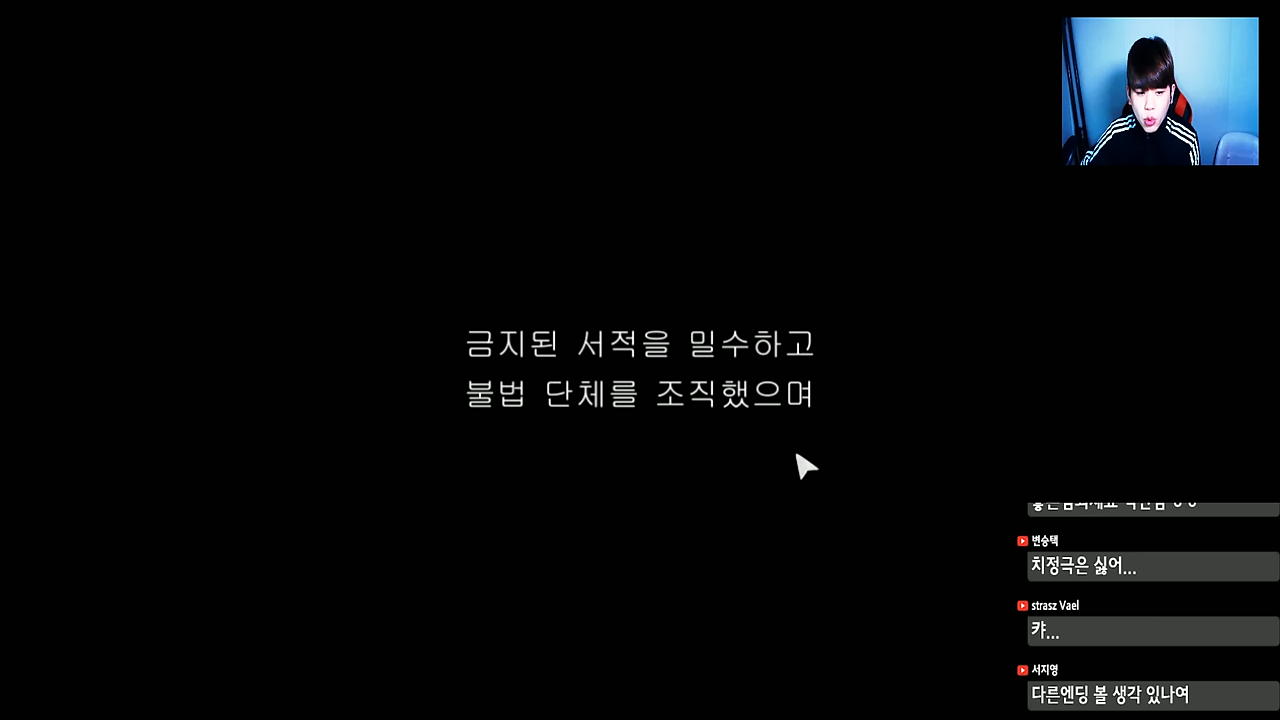 금지된 서적을 밀수하고
불법 단체를 조직했으며
변승택
치정극은 싫어...
strasz Vael
캬...
서지영
다른엔딩 볼 생각 있나여